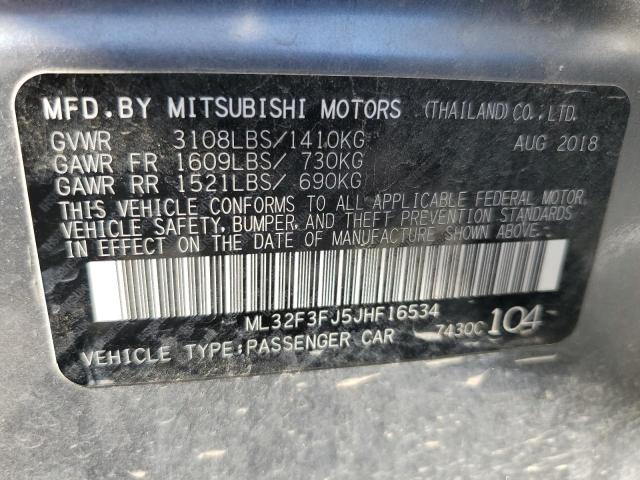 MFD.BY MITSUBISHI MOTORS (THAILAND)CO.,LTD.
GVWR 3108LBS/1410KG AUG 2018
GAWR FR 1609LBS/ 730KG
GAWR RR 1521LBS/ 690KG
THIS VEHICLE CONFORMS TO ALL APPLICABLE FEDERAL MOTOR
VEHICLE SAFETY, BUMPER, AND THEFT PREVENTION STANDARDS
IN EFFECT ON THE DATE OF MANUFACTURE SHOWN ABOVE.
ML32F3FJ5JHF16534
VEHICLE TYPE:PASSENGER CAR 7430C 104